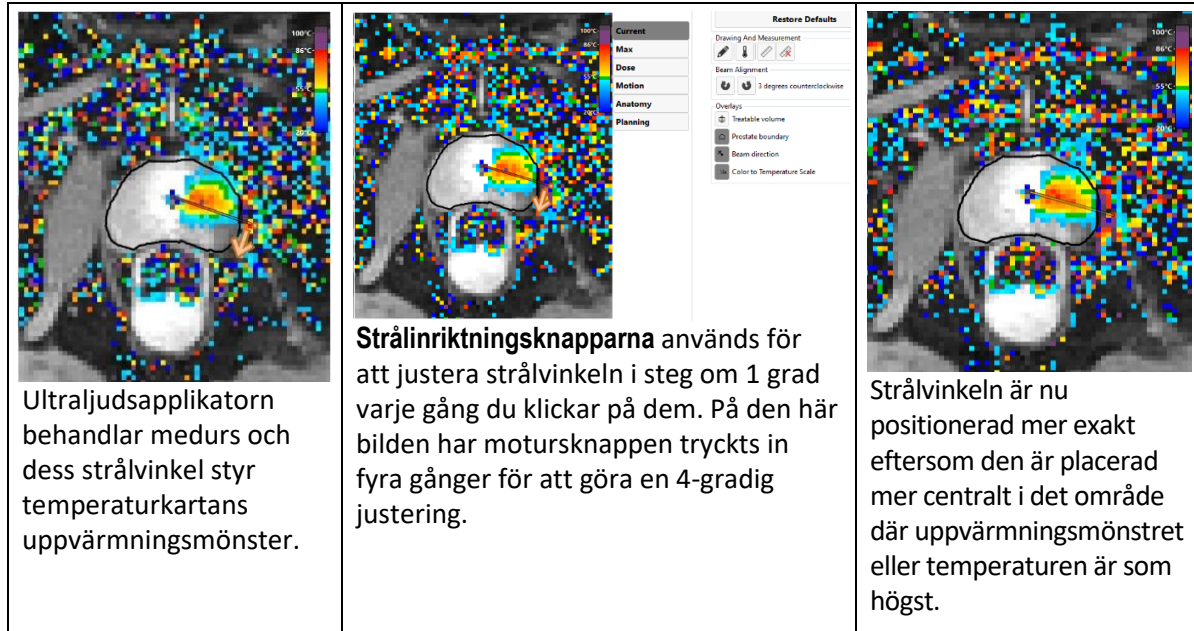 100°C
86°C
55°C
20°C
Ultraljudsapplikatorn
behandlar medurs och
dess strålvinkel styr
temperaturkartans
uppvärmningsmönster.
100°C
86°C
55°C
20°C
Current
Max
Dose
Motion
Anatomy
Planning
Restore Defaults
Drawing And Measurement
Beam Alignment
3 degrees counterclockwise
Overlays
Treatable volume
Prostate boundary
Beam direction
Color to Temperature Scale
Strålinriktningsknapparna används för
att justera strålvinkeln i steg om 1 grad
varje gång du klickar på dem. På den här
bilden har motursknappen tryckts in
fyra gånger för att göra en 4-gradig
justering.
100°C
86°C
55°C
20°C
Strålvinkeln är nu
positionerad mer exakt
eftersom den är placerad
mer centralt i det område
där uppvärmningsmönstret
eller temperaturen är som
högst.